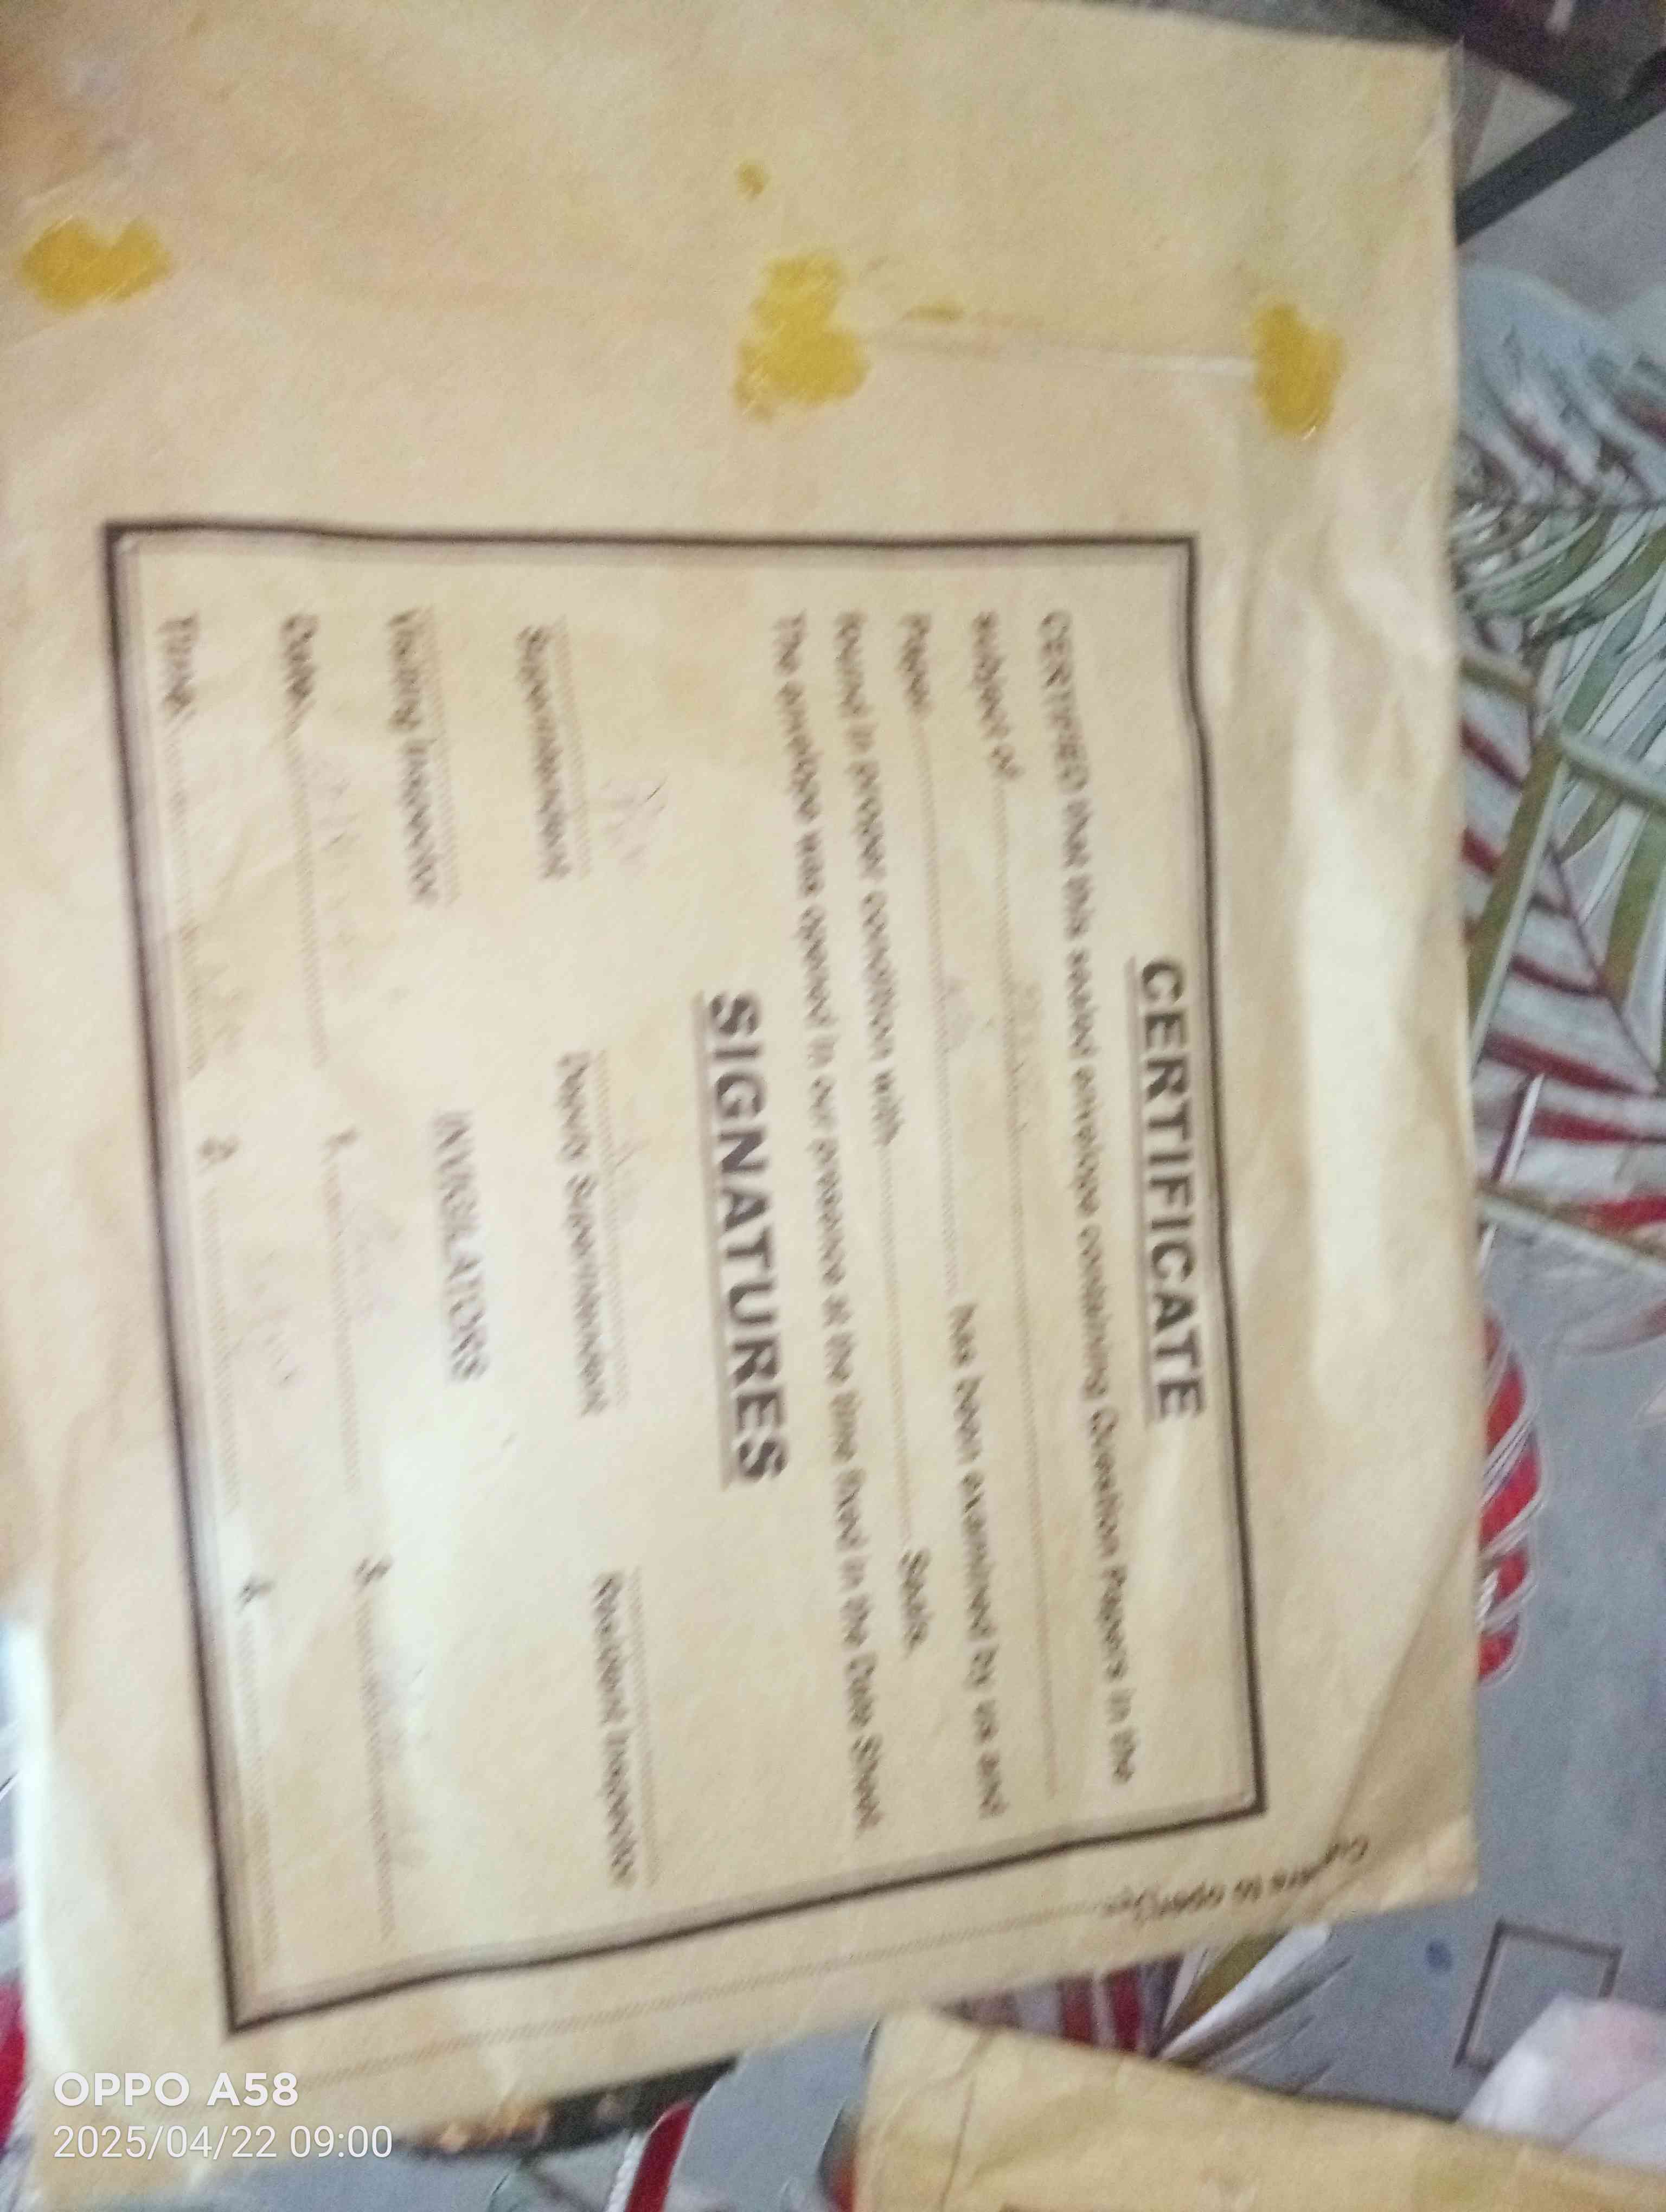 CERTIFICATE
CERTIFIED that this sealed envelope containing Question Papers in the
subject of
Paper has been examined by us and
found in proper condition with Seals.
The envelope was opened in our presence at the time fixed in the Date Sheet.
SIGNATURES
Superintendent Deputy Superintendent Resident Inspector
Visiting Inspector INVIGILATORS
Date 1. 3.
Time 2. 4.
to open
OPPO A58
2025/04/22 09:00